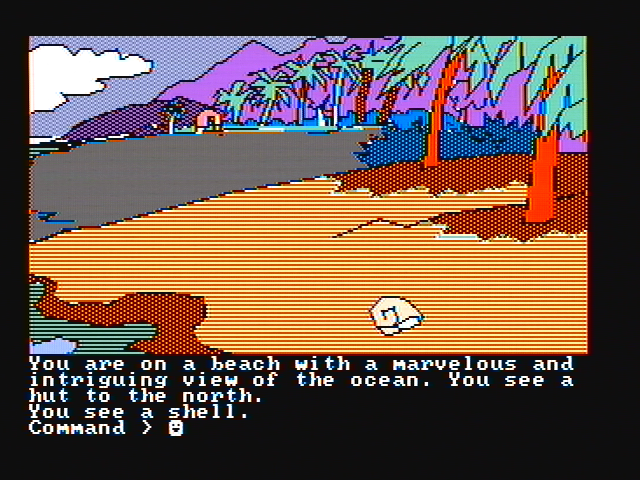 You are on a beach with a marvelous and
intriguing view of the ocean. You see a
hut to the north.
You see a shell.
Command >